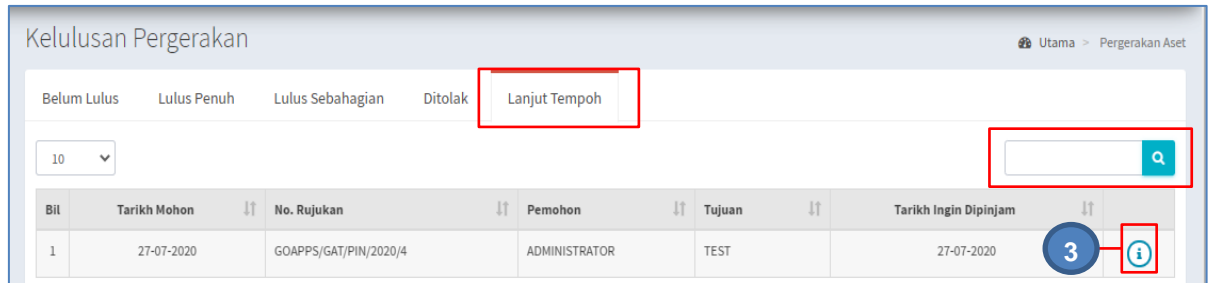 Kelulusan Pergerakan
Utama > Pergerakan Aset
Belum Lulus Lulus Penuh Lulus Sebahagian Ditolak Lanjut Tempoh
10
Bil Tarikh Mohon No. Rujukan Pemohon Tujuan Tarikh Ingin Dipinjam
1 27-07-2020 GOAPPS/GAT/PIN/2020/4 ADMINISTRATOR TEST 27-07-2020 3